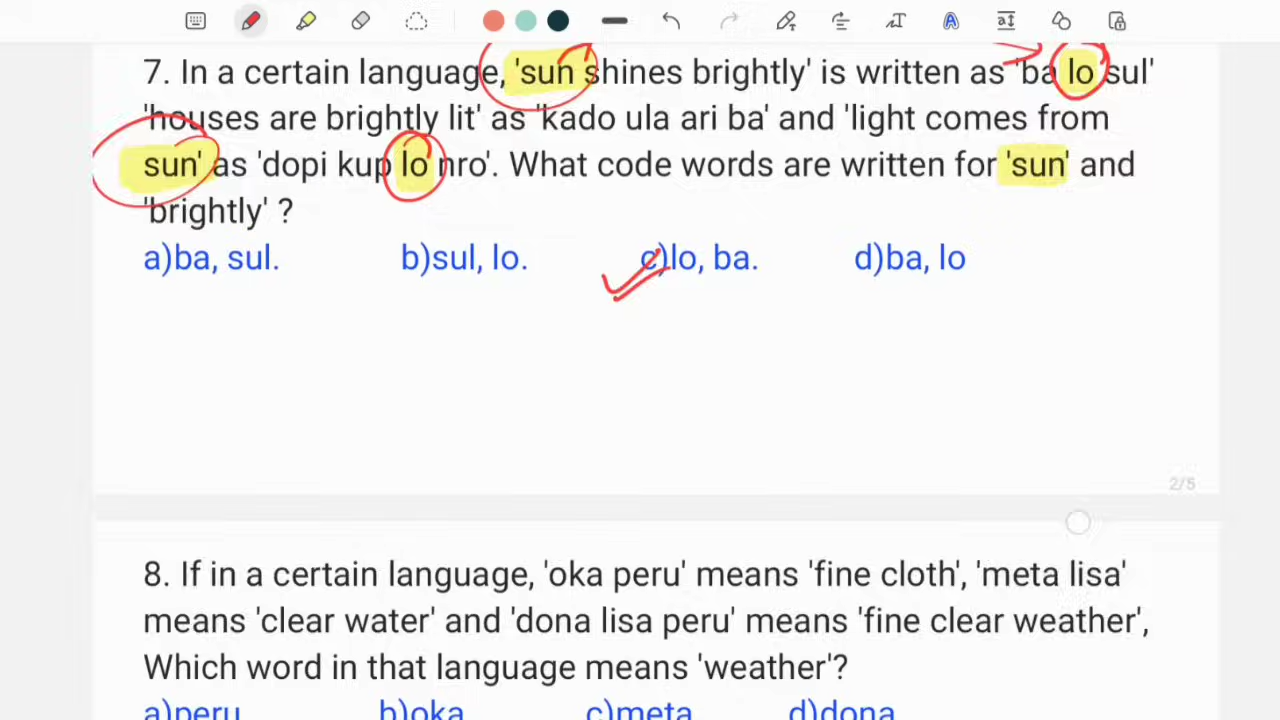 7. In a certain language, 'sun shines brightly' is written as 'ba lo sul'
'houses are brightly lit' as 'kado ula ari ba' and 'light comes from
sun' as 'dopi kup lo nro'. What code words are written for 'sun' and
'brightly' ?
a)ba, sul. b)sul, lo. c)lo, ba. d)ba, lo
2/5
8. If in a certain language, 'oka peru' means 'fine cloth', 'meta lisa'
means 'clear water' and 'dona lisa peru' means 'fine clear weather',
Which word in that language means 'weather'?
a)peru b)oka c)meta d)dona